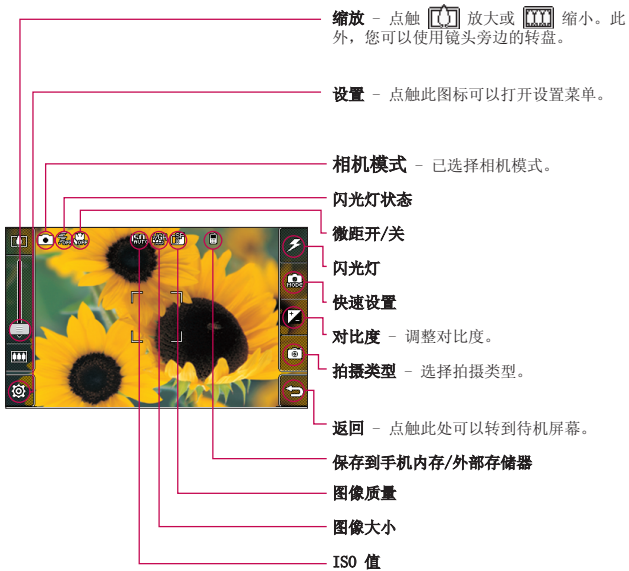 缩放 - 点触 放大或 缩小。此
外，您可以使用镜头旁边的转盘。
设置 - 点触此图标可以打开设置菜单。
相机模式 - 已选择相机模式。
闪光灯状态
微距开/关
闪光灯
快速设置
对比度 - 调整对比度。
拍摄类型 - 选择拍摄类型。
返回 - 点触此处可以转到待机屏幕。
保存到手机内存/外部存储器
图像质量
图像大小
ISO 值
ISO
AUTO
MODE